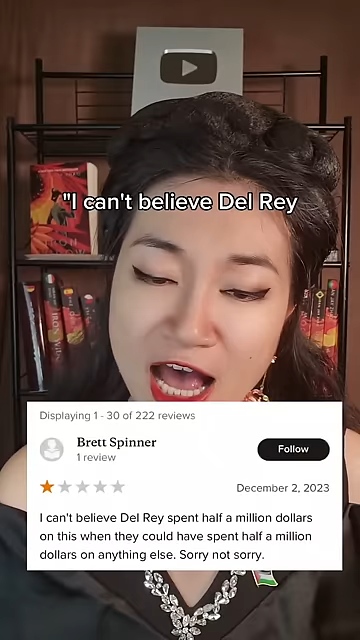 "I can't believe Del Rey
Displaying 1 - 30 of 222 reviews
Brett Spinner
1 review
Follow
December 2, 2023
I can't believe Del Rey spent half a million dollars
on this when they could have spent half a million
dollars on anything else. Sorry not sorry.